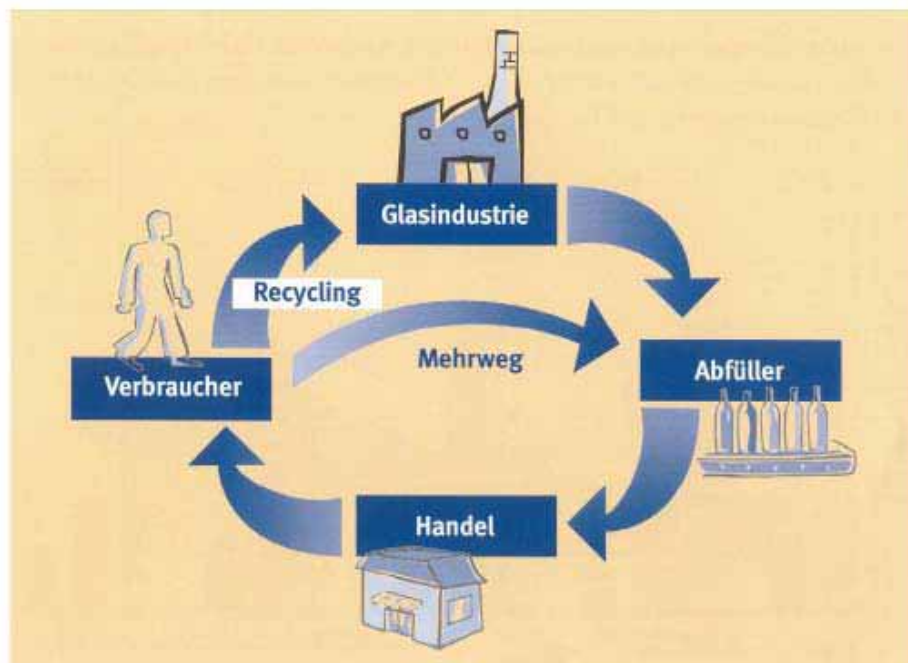 Glasindustrie
Recycling
Mehrweg
Verbraucher
Abfüller
Handel